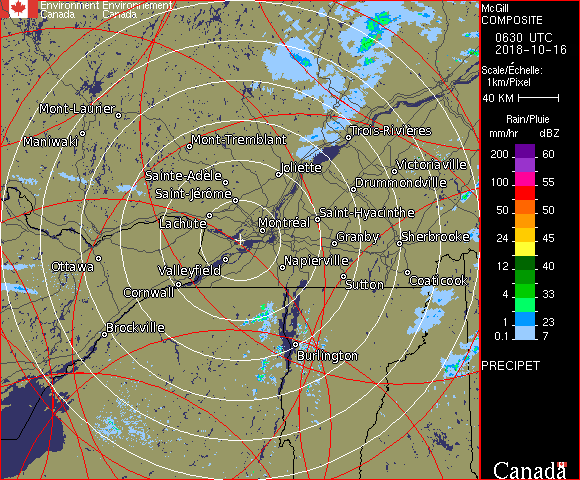 Environment Environnement
Canada Canada
McGill
COMPOSITE
0630 UTC
2018-10-16
Scale/Échelle:
1km/Pixel
40 KM
Rain/Pluie
mm/hr dBZ
200 60
155
100 55
50 50
24 45
12 40
4 33
1 23
0.1 7
PRECIPET
Canada
Mont-Laurier
Maniwaki
Mont-Tremblant
Trois-Rivières
Joliette
Victoriaville
Sainte-Adèle
Drummondville
Saint-Jérôme
Lachute
Saint-Hyacinthe
Montréal
Granby
Sherbrooke
Ottawa
Valleyfield
Napierville
Cornwall
Sutton
Coaticook
Brockville
Burlington